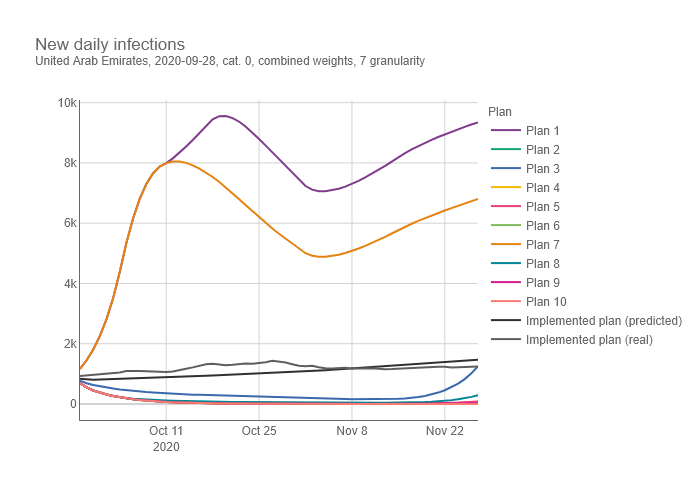 New daily infections
United Arab Emirates, 2020-09-28, cat. 0, combined weights, 7 granularity
10k
8k
6k
4k
2k
0
Oct 11
2020
Oct 25
Nov 8
Nov 22
Plan
Plan 1
Plan 2
Plan 3
Plan 4
Plan 5
Plan 6
Plan 7
Plan 8
Plan 9
Plan 10
Implemented plan (predicted)
Implemented plan (real)